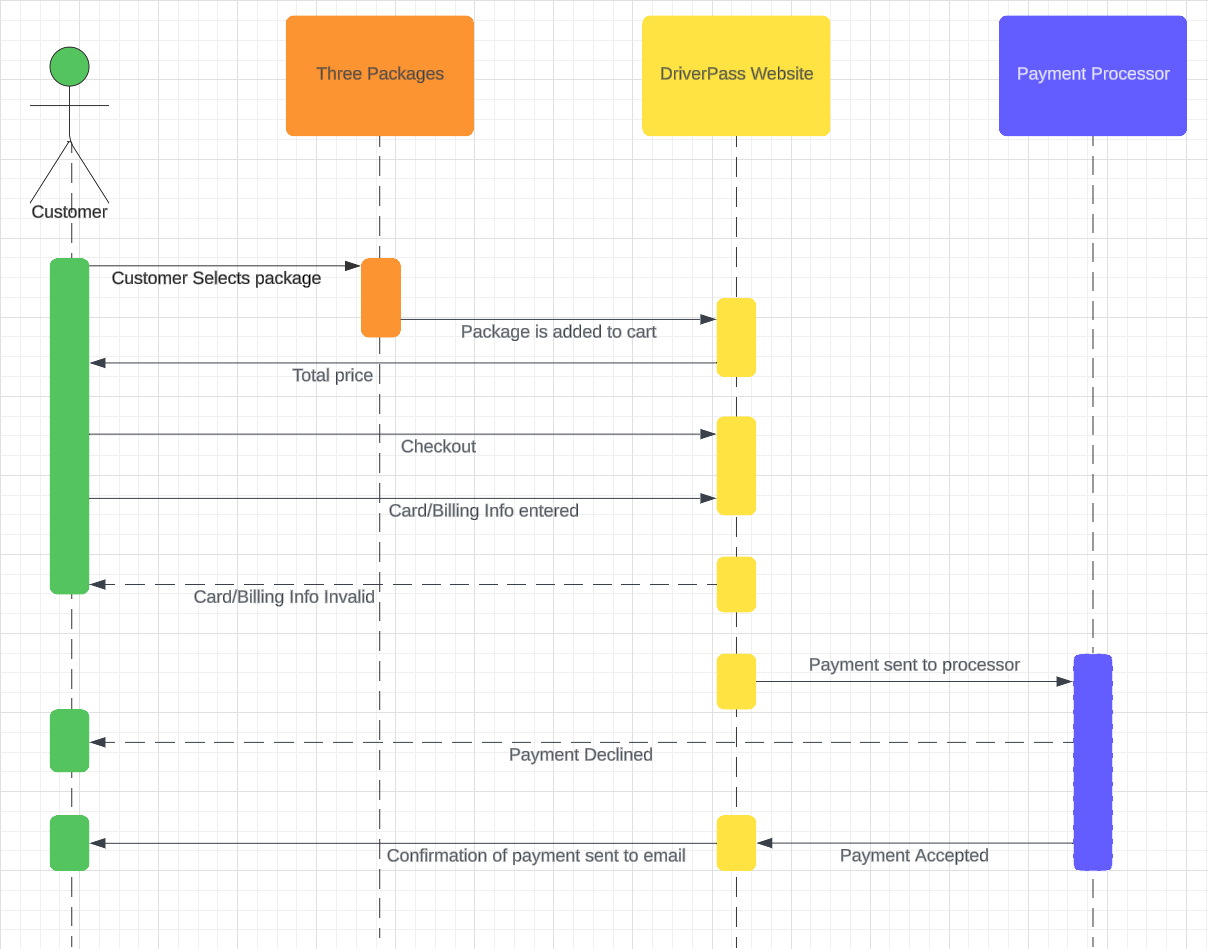 Three Packages
DriverPass Website
Payment Processor
Customer
Customer Selects package
Package is added to cart
Total price
Checkout
Card/Billing Info entered
Card/Billing Info Invalid
Payment sent to processor
Payment Declined
Confirmation of payment sent to email
Payment Accepted